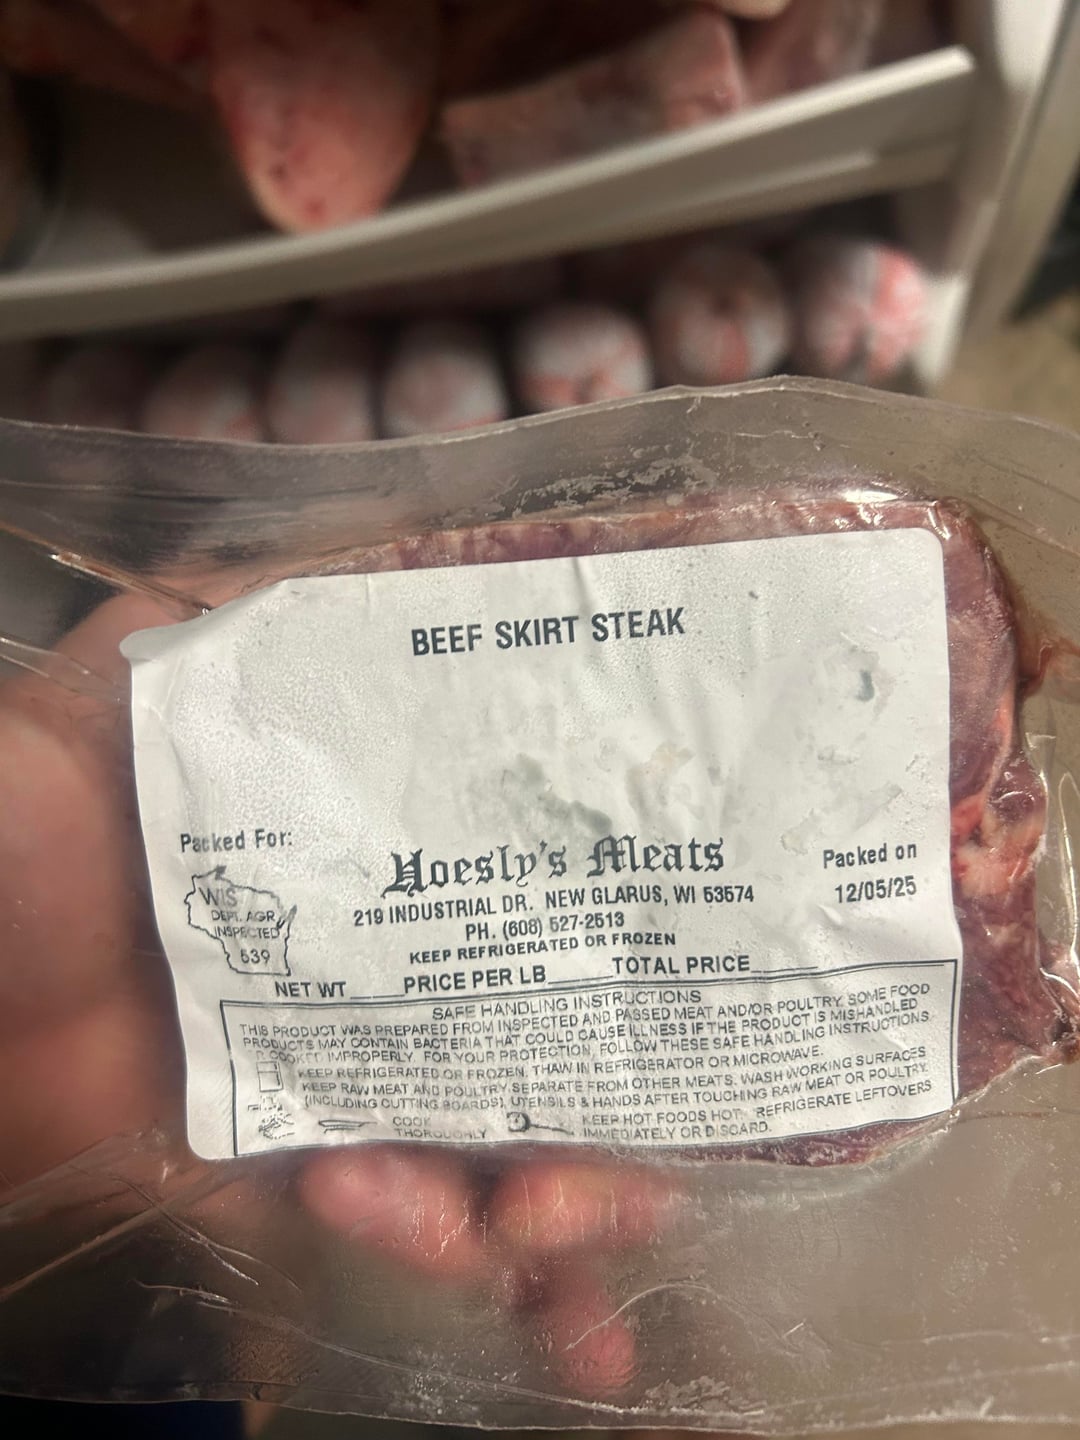 BEEF SKIRT STEAK
Packed For:
Hoesly's Meats
Packed on
12/05/25
WIS
DEPT. AGR.
INSPECTED
539
219 INDUSTRIAL DR. NEW GLARUS, WI 53574
PH. (608) 527-2513
KEEP REFRIGERATED OR FROZEN
NET WT____PRICE PER LB____TOTAL PRICE____
SAFE HANDLING INSTRUCTIONS
THIS PRODUCT WAS PREPARED FROM INSPECTED AND PASSED MEAT AND/OR POULTRY. SOME FOOD
PRODUCTS MAY CONTAIN BACTERIA THAT COULD CAUSE ILLNESS IF THE PRODUCT IS MISHANDLED
OR COOKED IMPROPERLY. FOR YOUR PROTECTION, FOLLOW THESE SAFE HANDLING INSTRUCTIONS.
KEEP REFRIGERATED OR FROZEN. THAW IN REFRIGERATOR OR MICROWAVE.
KEEP RAW MEAT AND POULTRY SEPARATE FROM OTHER MEATS. WASH WORKING SURFACES
(INCLUDING CUTTING BOARDS), UTENSILS & HANDS AFTER TOUCHING RAW MEAT OR POULTRY.
COOK
THOROUGHLY
KEEP HOT FOODS HOT. REFRIGERATE LEFTOVERS
IMMEDIATELY OR DISCARD.